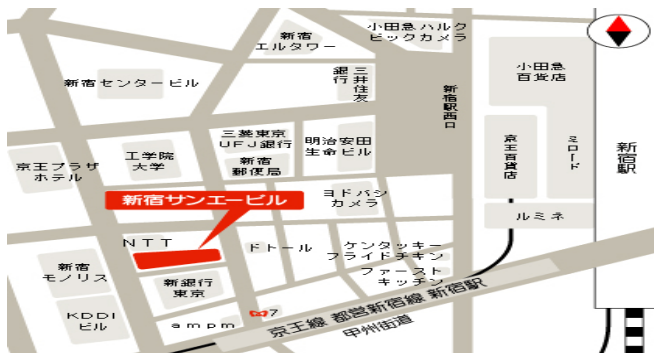 小田急ハルク
ビックカメラ
新宿
エルタワー
小田急
百貨店
新宿センタービル
三井住友
銀行
新宿駅西口
三菱東京
UFJ銀行
明治安田
生命ビル
京王百貨店
ミロード
新宿駅
工学院
大学
新宿
郵便局
京王プラザ
ホテル
ヨドバシ
カメラ
新宿サンエービル
ルミネ
NTT
ドトール
ケンタッキー
フライドチキン
新宿
モノリス
新銀行
東京
ファースト
キッチン
京王線 都営新宿線 新宿駅
KDDI
ビル
ampm
7
甲州街道